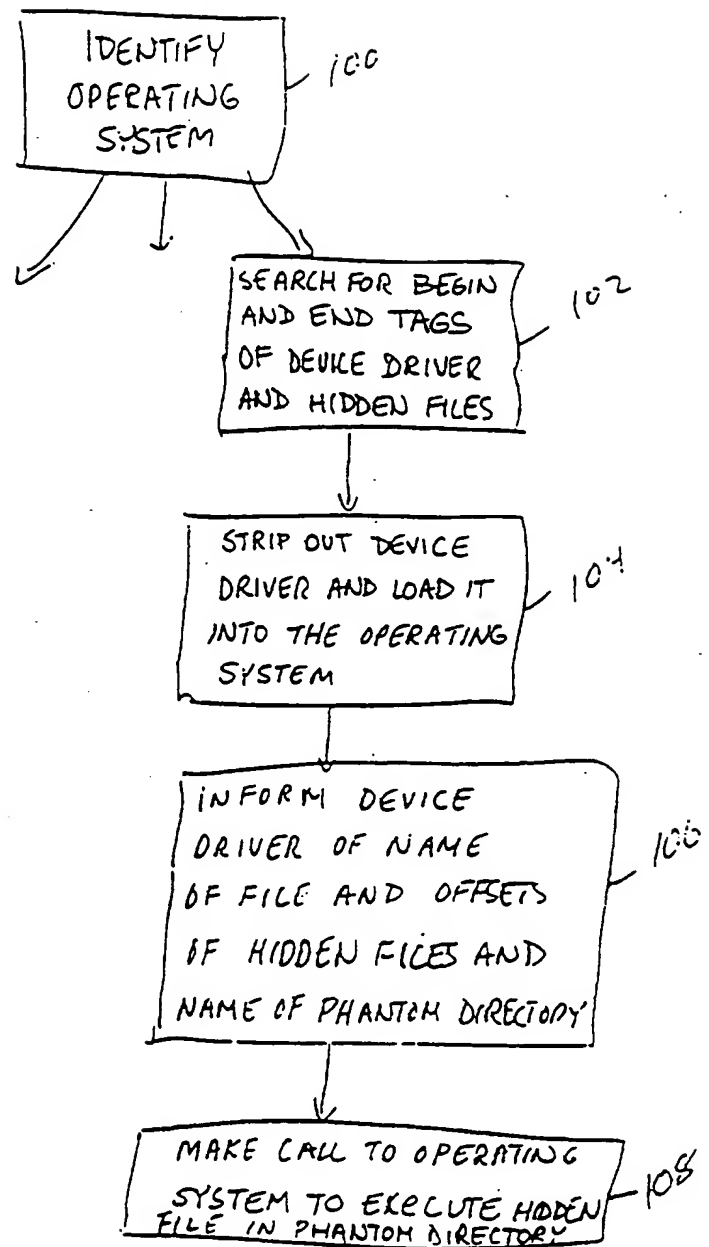 IDENTIFY
OPERATING
SYSTEM
100
SEARCH FOR BEGIN
AND END TAGS
OF DEVICE DRIVER
AND HIDDEN FILES
102
STRIP OUT DEVICE
DRIVER AND LOAD IT
INTO THE OPERATING
SYSTEM
104
INFORM DEVICE
DRIVER OF NAME
OF FILE AND OFFSETS
OF HIDDEN FILES AND
NAME OF PHANTOM DIRECTORY
106
MAKE CALL TO OPERATING
SYSTEM TO EXECUTE HIDDEN
FILE IN PHANTOM DIRECTORY
108